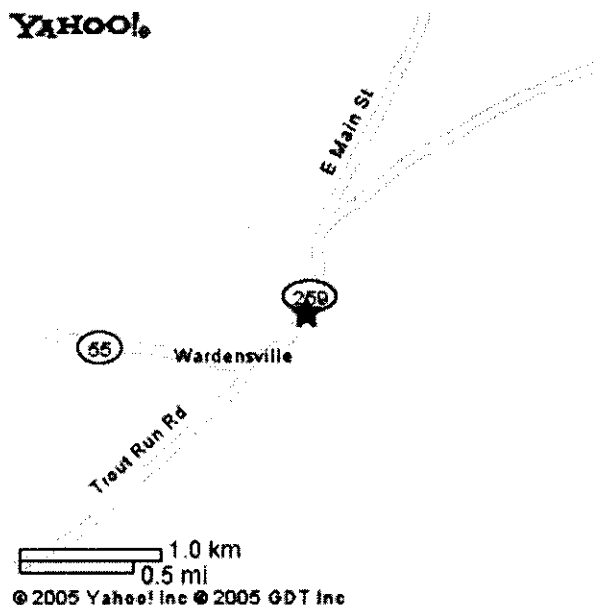 YAHOO!
E Main St
259
55
Wardensville
Trout Run Rd
1.0 km
0.5 mi
© 2005 Yahoo! Inc © 2005 GDT Inc